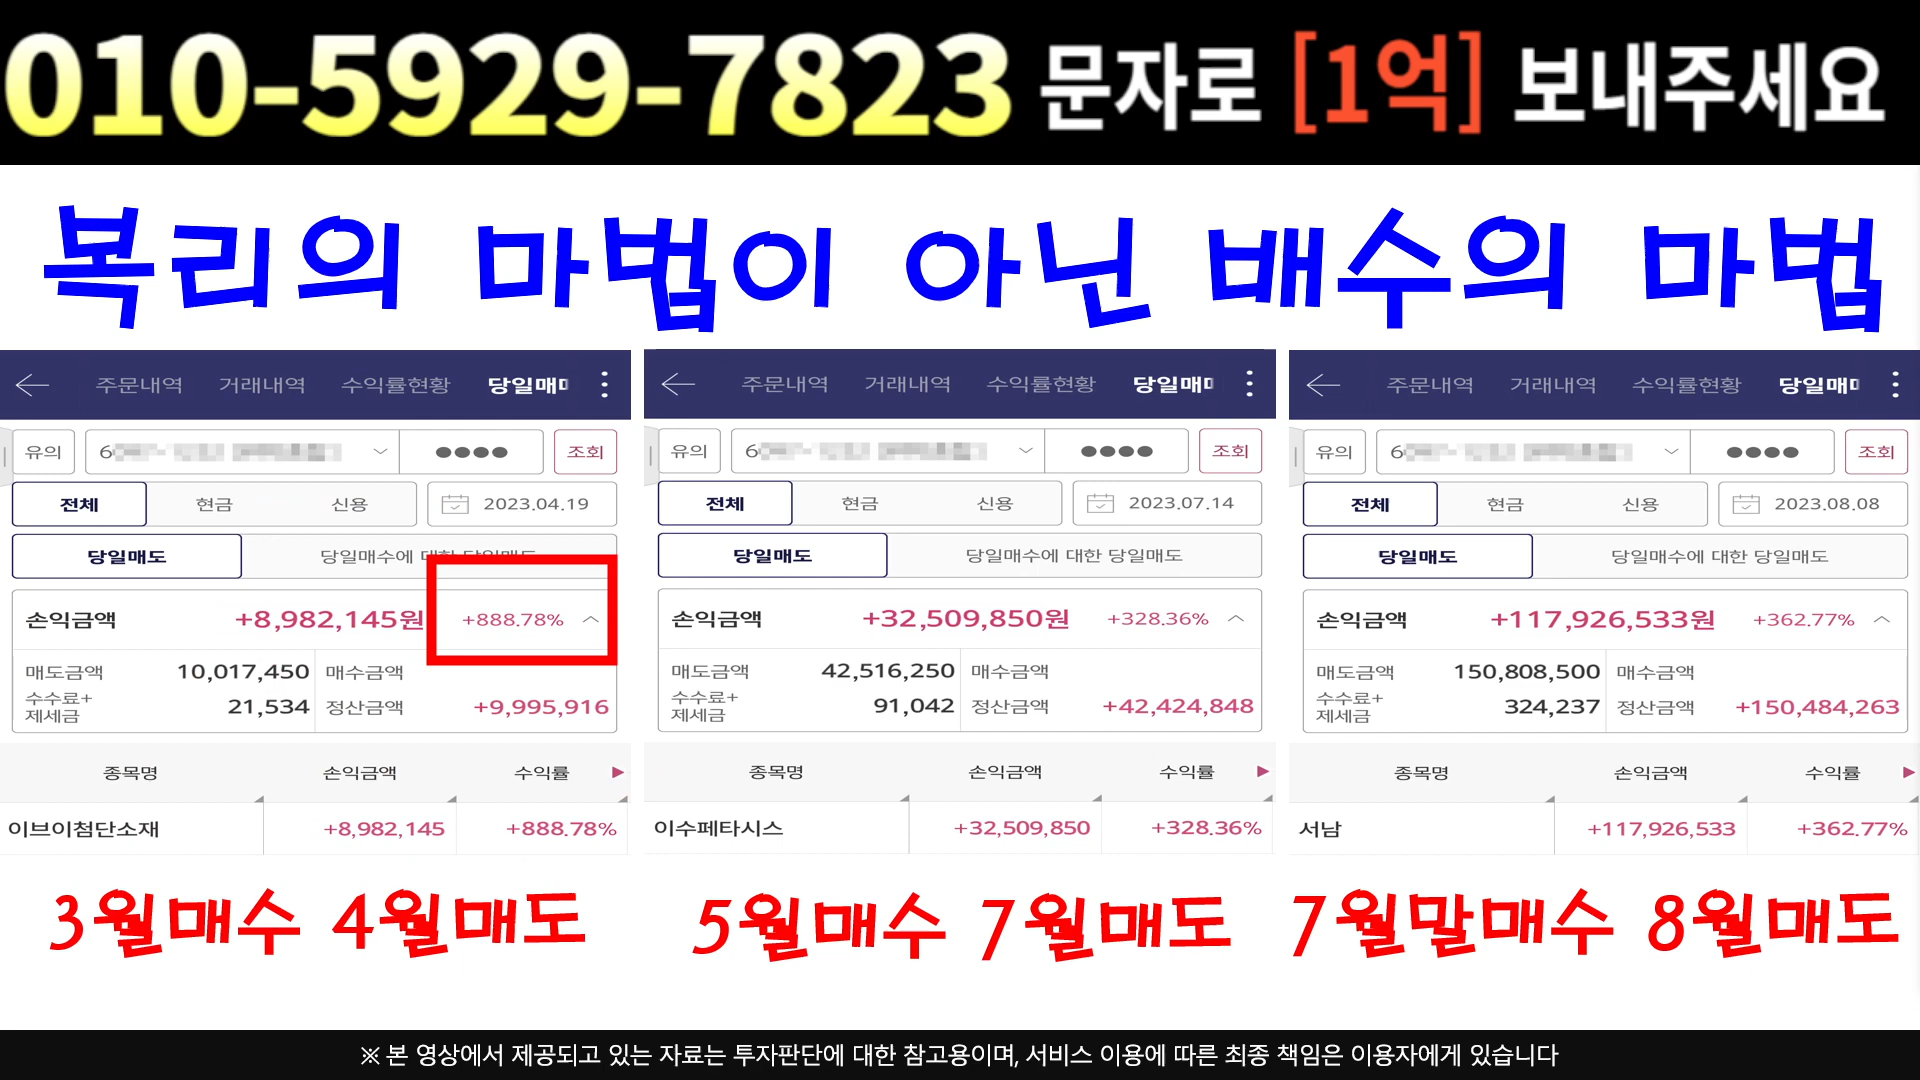 010-5929-7823 문자로 [1억] 보내주세요
복리의 마법이 아닌 배수의 마법
주문내역 거래내역 수익률현황 당일매
유의 6 조회
전체 현금 신용 2023.04.19
당일매도 당일매수에 대한 당일매도
손익금액 +8,982,145원 +888.78%
매도금액 10,017,450 매수금액
수수료+
제세금 21,534 정산금액 +9,995,916
종목명 손익금액 수익률
이브이첨단소재 +8,982,145 +888.78%
3월매수 4월매도
주문내역 거래내역 수익률현황 당일매
유의 6 조회
전체 현금 신용 2023.07.14
당일매도 당일매수에 대한 당일매도
손익금액 +32,509,850원 +328.36%
매도금액 42,516,250 매수금액
수수료+
제세금 91,042 정산금액 +42,424,848
종목명 손익금액 수익률
이수페타시스 +32,509,850 +328.36%
5월매수 7월매도
주문내역 거래내역 수익률현황 당일매
유의 6 조회
전체 현금 신용 2023.08.08
당일매도 당일매수에 대한 당일매도
손익금액 +117,926,533원 +362.77%
매도금액 150,808,500 매수금액
수수료+
제세금 324,237 정산금액 +150,484,263
종목명 손익금액 수익률
서남 +117,926,533 +362.77%
7월말매수 8월매도
※ 본 영상에서 제공되고 있는 자료는 투자판단에 대한 참고용이며, 서비스 이용에 따른 최종 책임은 이용자에게 있습니다